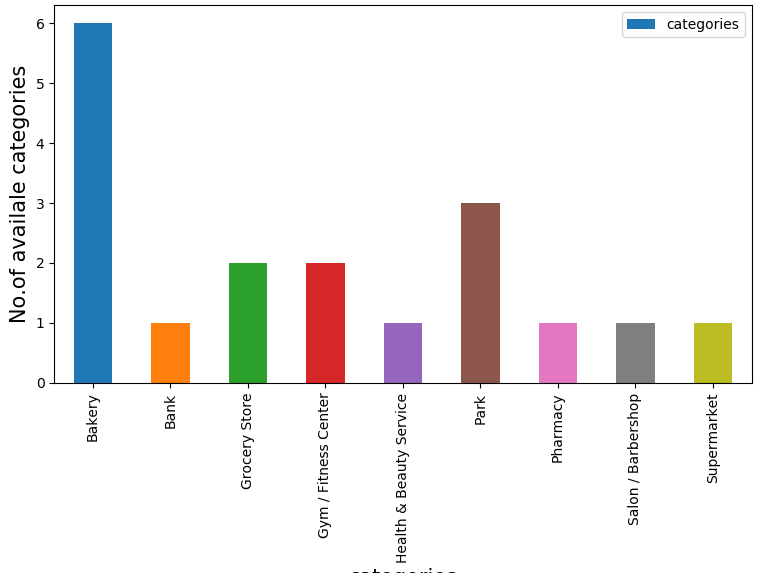 categories
No.of availale categories
6
5
4
3
2
1
0
Bakery
Bank
Grocery Store
Gym / Fitness Center
Health & Beauty Service
Park
Pharmacy
Salon / Barbershop
Supermarket
categories